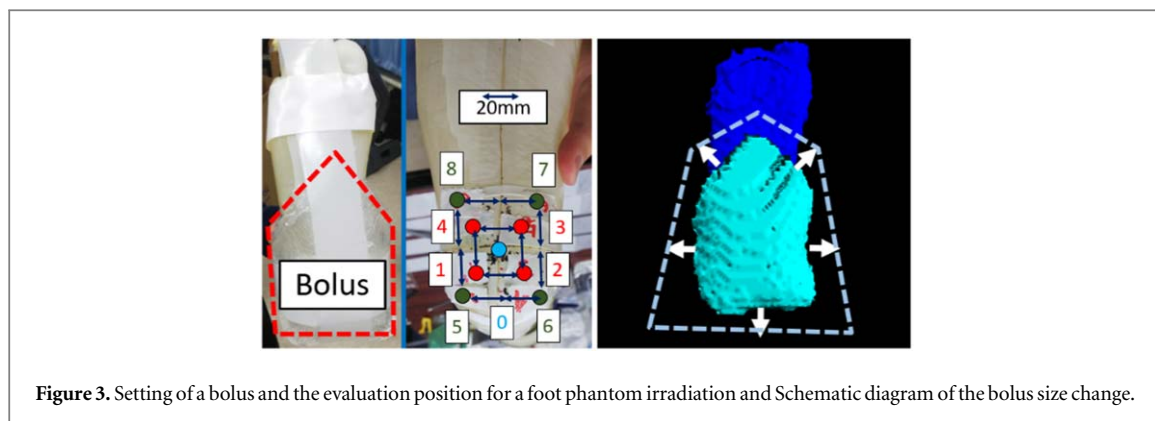 20mm
8 7
4 3
1 2
5 0 6
Bolus
Figure 3. Setting of a bolus and the evaluation position for a foot phantom irradiation and Schematic diagram of the bolus size change.